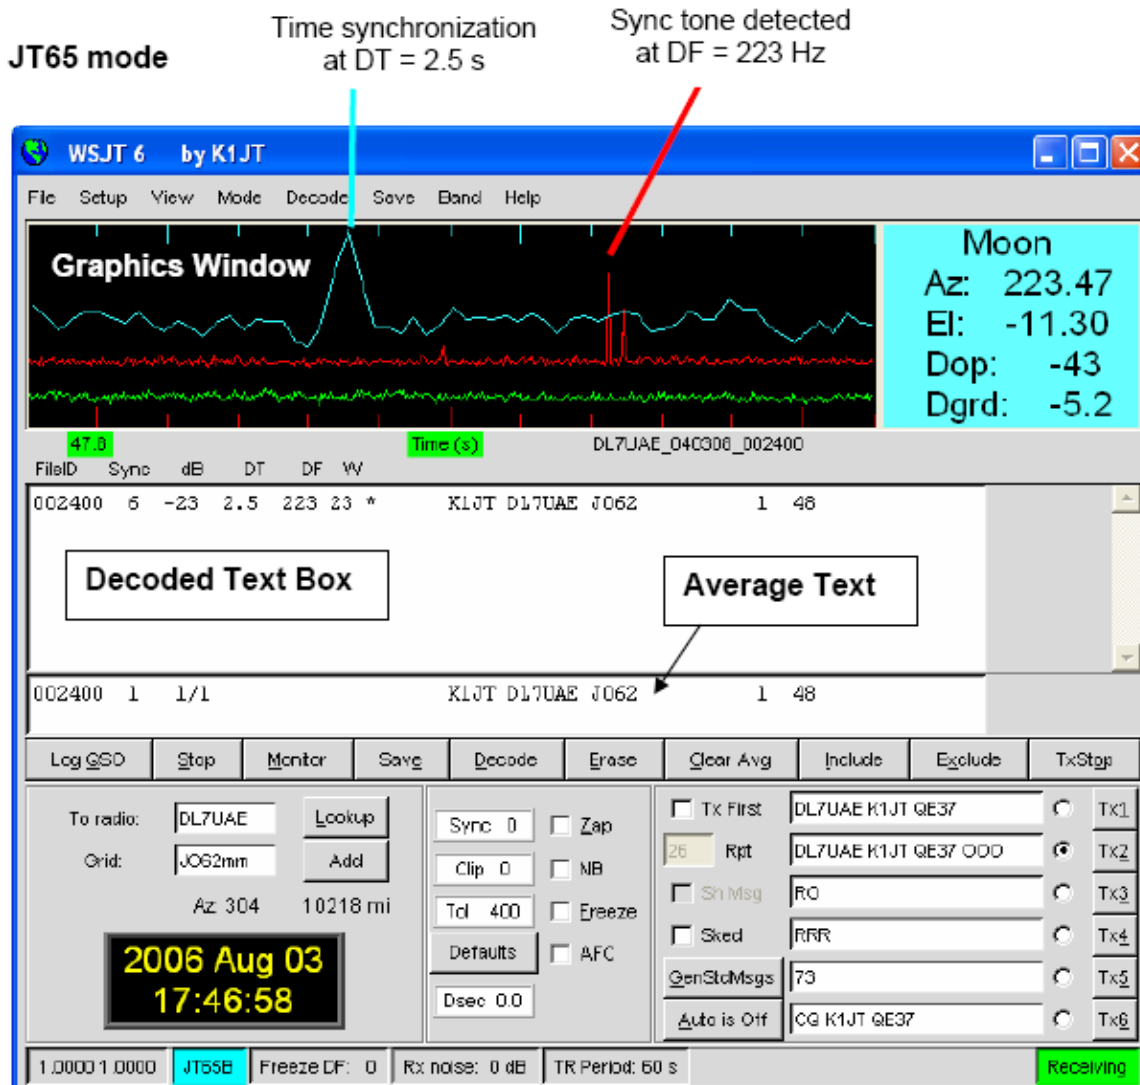 JT65 mode
Time synchronization
at DT = 2.5 s
Sync tone detected
at DF = 223 Hz
WSJT 6 by K1JT
File Setup View Mode Decode Save Band Help
Graphics Window
Moon
Az: 223.47
El: -11.30
Dop: -43
Dgrd: -5.2
47.8 Time (s) DL7UAE_040308_002400
FileID Sync dB DT DF W
002400 6 -23 2.5 223 23 * K1JT DL7UAE JO62 1 48
Decoded Text Box
Average Text
002400 1 1/1 K1JT DL7UAE JO62 1 48
Log QSO Stop Monitor Save Decode Erase Clear Avg Include Exclude TxStop
To radio: DL7UAE Lookup
Grid: JO62mm Add
Az: 304 10218 mi
2006 Aug 03
17:46:58
Sync 0 Zap
Clip 0 NB
Tol 400 Freeze
Defaults AFC
Dsec 0.0
Tx First DL7UAE K1JT QE37 Tx1
26 Rpt DL7UAE K1JT QE37 OOO Tx2
Sh Msg RO Tx3
Sked RRR Tx4
GenStdMsgs 73 Tx5
Auto is Off CQ K1JT QE37 Tx6
1.0000 1.0000 JT65B Freeze DF: 0 Rx noise: 0 dB TR Period: 60 s Receiving